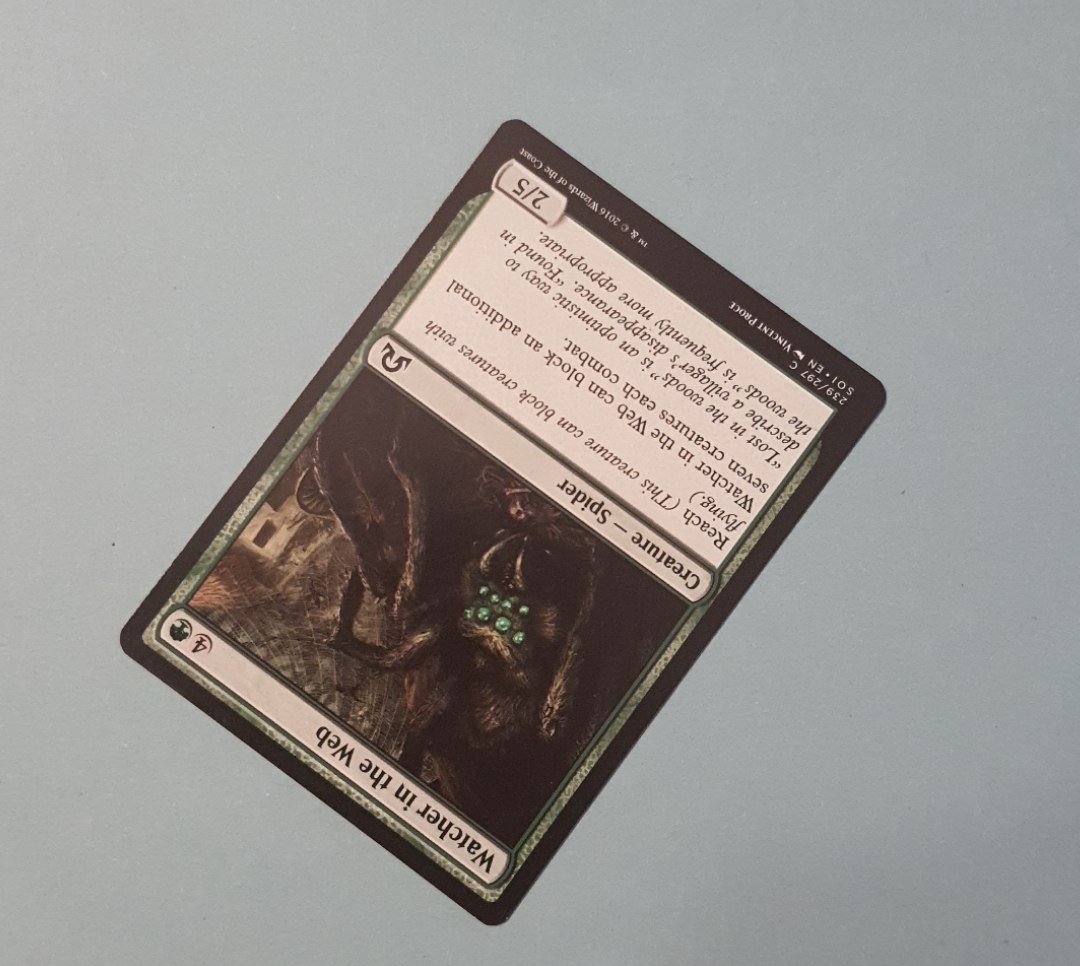 Watcher in the Web 4
Creature — Spider
Reach (This creature can block creatures with
flying.)
Watcher in the Web can block an additional
seven creatures each combat.
“Lost in the woods” is an optimistic way to
describe a villager’s disappearance. “Found in
the woods” is frequently more appropriate.
2/5
239/297 C
SOI • EN VINCENT PROCE
™ & © 2016 Wizards of the Coast